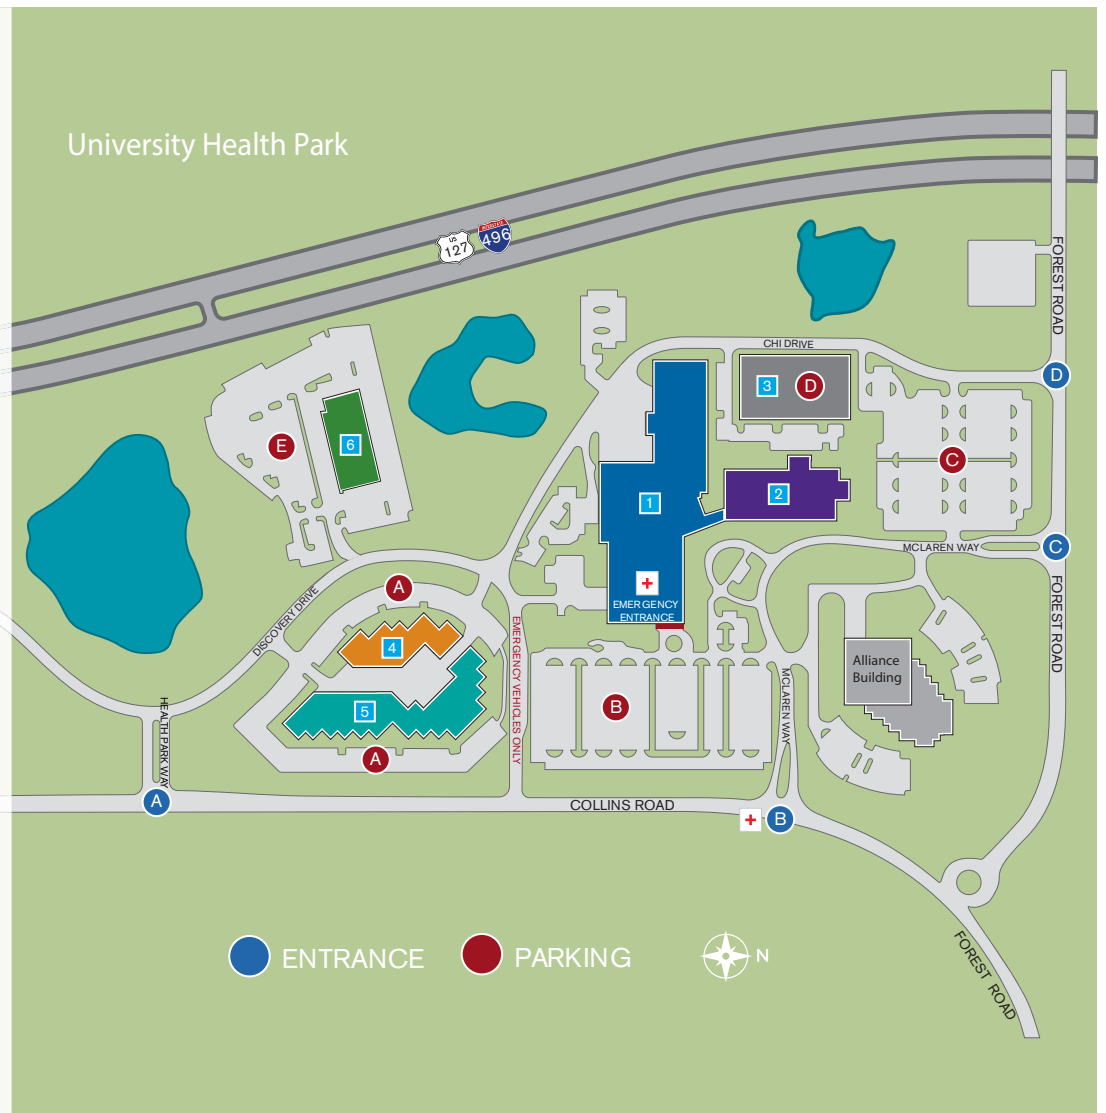 University Health Park
US
127
INTERSTATE
496
FOREST ROAD
CHI DRIVE
D
3
D
E
6
C
1
2
MCLAREN WAY
C
EMERGENCY
ENTRANCE
A
DISCOVERY DRIVE
4
EMERGENCY VEHICLES ONLY
FOREST ROAD
Alliance
Building
5
B
MCLAREN WAY
HEALTH PARK WAY
A
A
COLLINS ROAD
B
FOREST ROAD
ENTRANCE
PARKING
N